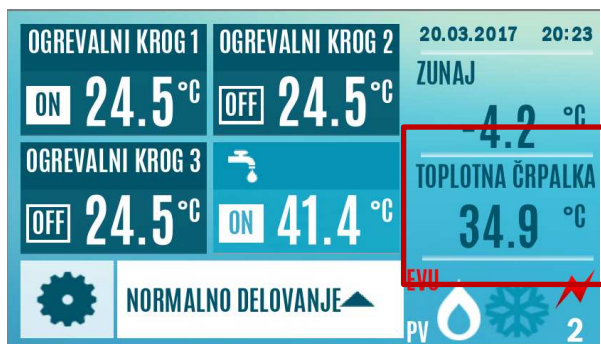 OGREVALNI KROG 1
ON 24.5°C
OGREVALNI KROG 2
OFF 24.5°C
20.03.2017 20:23
ZUNAJ
-4.2 °C
OGREVALNI KROG 3
OFF 24.5°C
ON 41.4 °C
TOPLOTNA ČRPALKA
34.9 °C
NORMALNO DELOVANJE
EVU
PV
2